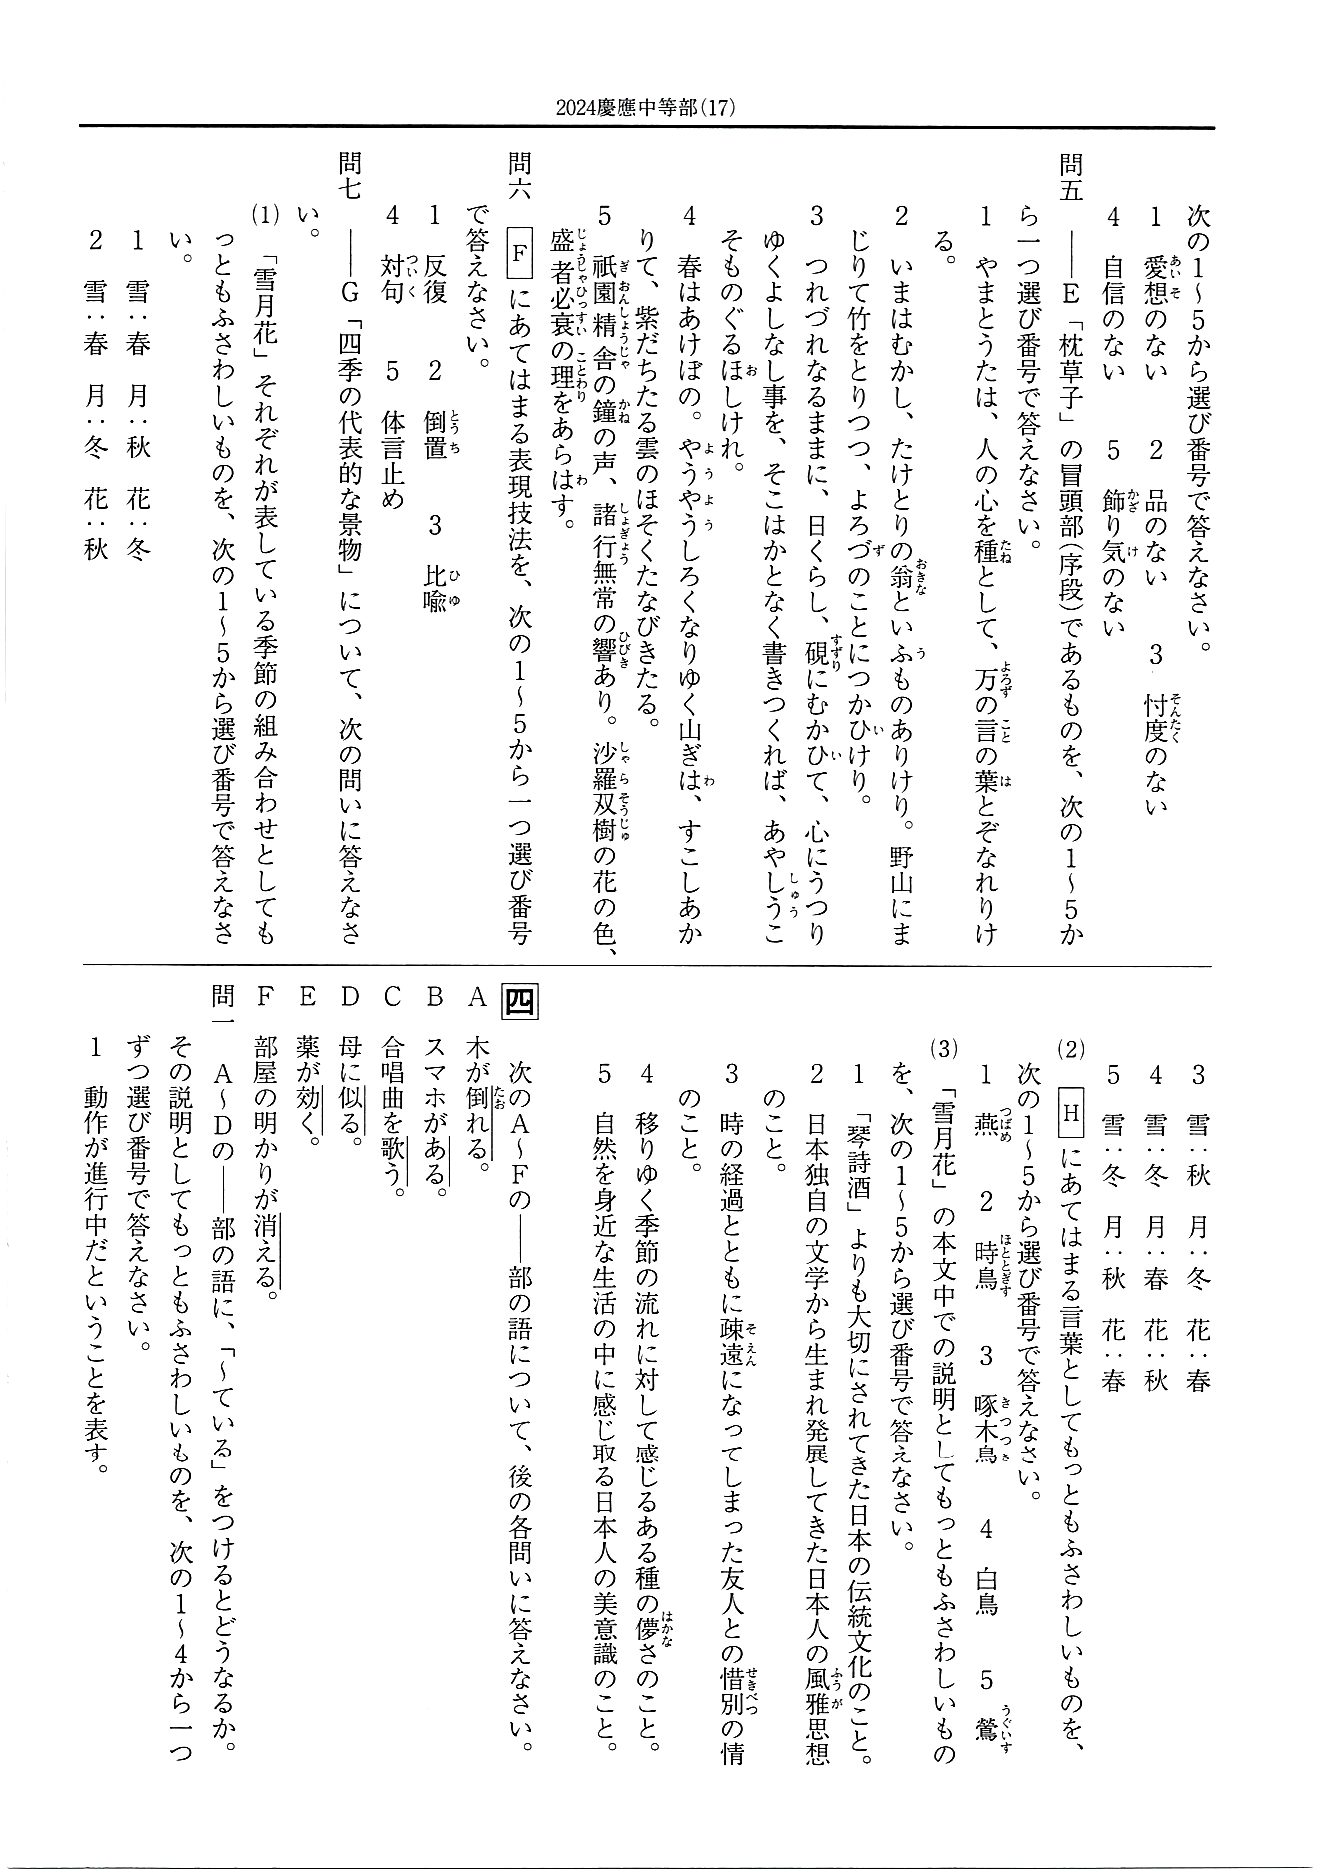 2024慶應中等部(17)
次の1〜5から選び番号で答えなさい。
1 愛想のない 2 品のない 3 忖度のない
4 自信のない 5 飾り気のない
問五 ――E「枕草子」の冒頭部(序段)であるものを、次の1〜5か
ら一つ選び番号で答えなさい。
1 やまとうたは、人の心を種として、万の言の葉とぞなれりけ
る。
2 いまはむかし、たけとりの翁といふものありけり。野山にま
じりて竹をとりつつ、よろづのことにつかひけり。
3 つれづれなるままに、日くらし、硯にむかひて、心にうつり
ゆくよしなし事を、そこはかとなく書きつくれば、あやしうこ
そものぐるほしけれ。
4 春はあけぼの。やうやうしろくなりゆく山ぎは、すこしあか
りて、紫だちたる雲のほそくたなびきたる。
5 祇園精舎の鐘の声、諸行無常の響あり。沙羅双樹の花の色、
盛者必衰の理をあらはす。
問六 F にあてはまる表現技法を、次の1〜5から一つ選び番号
で答えなさい。
1 反復 2 倒置 3 比喩
4 対句 5 体言止め
問七 ――G「四季の代表的な景物」について、次の問いに答えなさ
い。
(1) 「雪月花」それぞれが表している季節の組み合わせとしても
っともふさわしいものを、次の1〜5から選び番号で答えなさ
い。
1 雪：春 月：秋 花：冬
2 雪：春 月：冬 花：秋
3 雪：秋 月：冬 花：春
4 雪：冬 月：春 花：秋
5 雪：冬 月：秋 花：春
(2) H にあてはまる言葉としてもっともふさわしいものを、
次の1〜5から選び番号で答えなさい。
1 燕 2 時鳥 3 啄木鳥 4 白鳥 5 鶯
(3) 「雪月花」の本文中での説明としてもっともふさわしいもの
を、次の1〜5から選び番号で答えなさい。
1 「琴詩酒」よりも大切にされてきた日本の伝統文化のこと。
2 日本独自の文学から生まれ発展してきた日本人の風雅思想
のこと。
3 時の経過とともに疎遠になってしまった友人との惜別の情
のこと。
4 移りゆく季節の流れに対して感じるある種の儚さのこと。
5 自然を身近な生活の中に感じ取る日本人の美意識のこと。
四 次のA〜Fの――部の語について、後の各問いに答えなさい。
A 木が倒れる。
B スマホがある。
C 合唱曲を歌う。
D 母に似る。
E 薬が効く。
F 部屋の明かりが消える。
問一 A〜Dの――部の語に、「〜ている」をつけるとどうなるか。
その説明としてもっともふさわしいものを、次の1〜4から一つ
ずつ選び番号で答えなさい。
1 動作が進行中だということを表す。